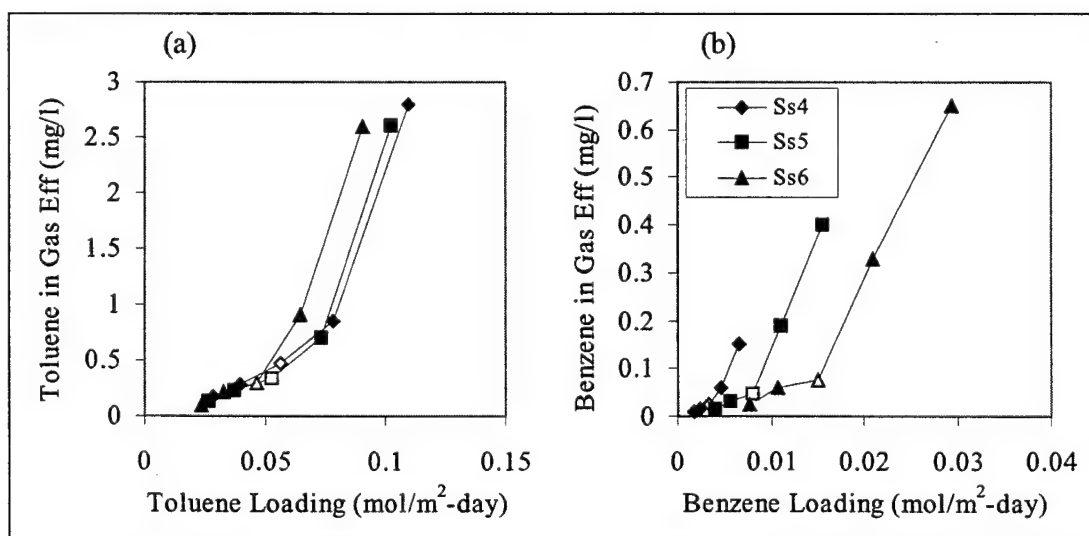 (a)
Toluene in Gas Eff (mg/l)
3
2.5
2
1.5
1
0.5
0
0
0.05
0.1
0.15
Toluene Loading (mol/m²-day)
(b)
Benzene in Gas Eff (mg/l)
0.7
0.6
0.5
0.4
0.3
0.2
0.1
0
Ss4
Ss5
Ss6
0
0.01
0.02
0.03
0.04
Benzene Loading (mol/m²-day)